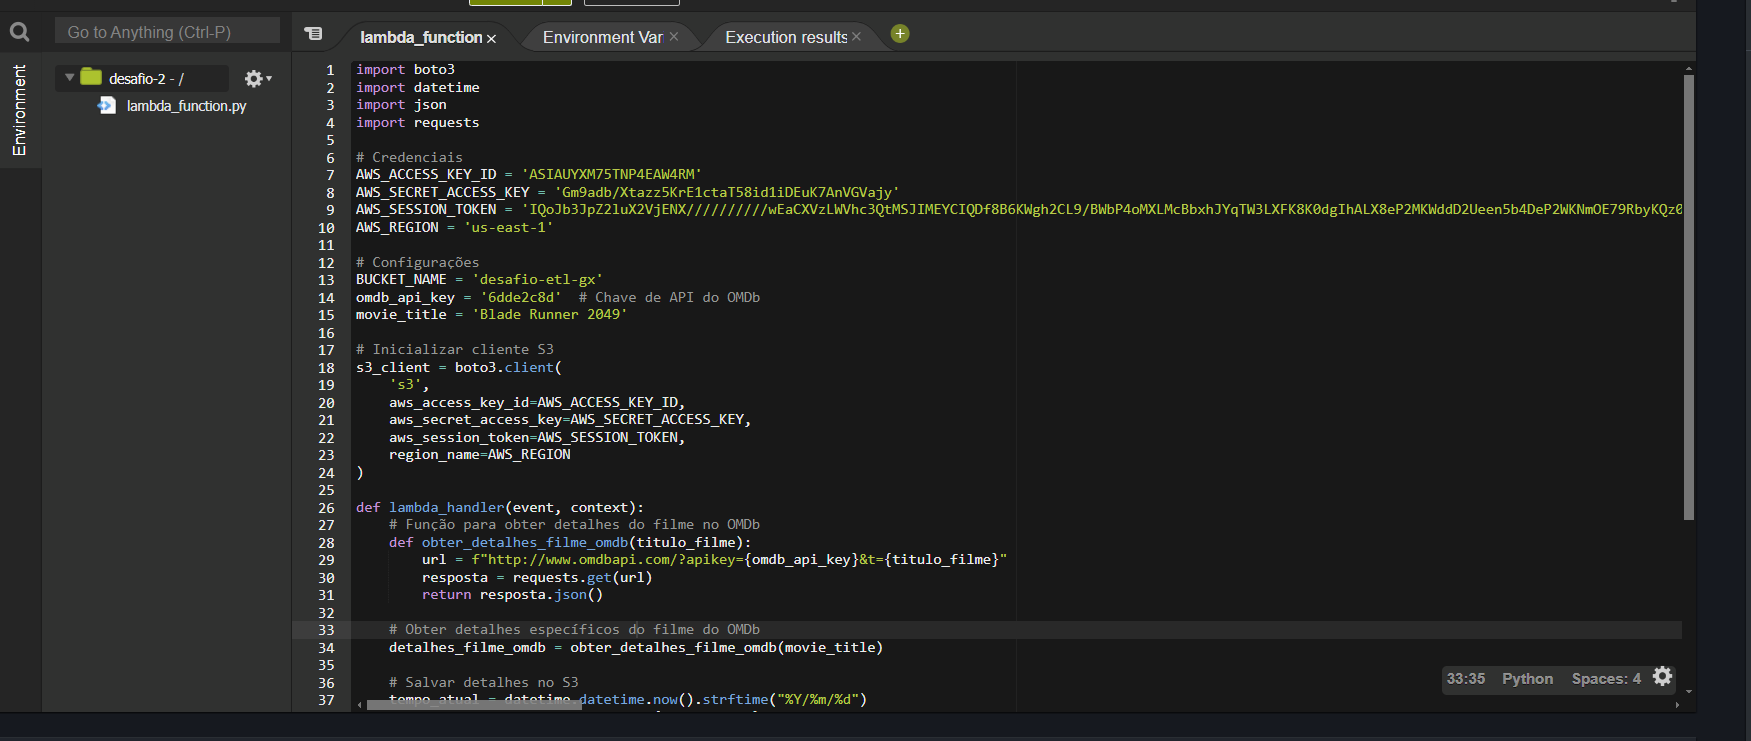 Go to Anything (Ctrl-P)
lambda_function ×
Environment Var ×
Execution results ×
Environment
desafio-2 - /
lambda_function.py
1 import boto3
2 import datetime
3 import json
4 import requests
5
6 # Credenciais
7 AWS_ACCESS_KEY_ID = 'ASIAUYXM75TNP4EAW4RM'
8 AWS_SECRET_ACCESS_KEY = 'Gm9adb/Xtazz5KrE1ctaT58id1iDEuK7AnVGVajy'
9 AWS_SESSION_TOKEN = 'IQoJb3JpZ2luX2VjENX//////////wEaCXVzLWVhc3QtMSJIMEYCIQDf8B6KWgh2CL9/BWbP4oMXLMcBbxhJYqTW3LXFK8K0dgIhALX8eP2MKWddD2Ueen5b4DeP2WKNmOE79RbyKQz0
10 AWS_REGION = 'us-east-1'
11
12 # Configurações
13 BUCKET_NAME = 'desafio-etl-gx'
14 omdb_api_key = '6dde2c8d'  # Chave de API do OMDb
15 movie_title = 'Blade Runner 2049'
16
17 # Inicializar cliente S3
18 s3_client = boto3.client(
19     's3',
20     aws_access_key_id=AWS_ACCESS_KEY_ID,
21     aws_secret_access_key=AWS_SECRET_ACCESS_KEY,
22     aws_session_token=AWS_SESSION_TOKEN,
23     region_name=AWS_REGION
24 )
25
26 def lambda_handler(event, context):
27     # Função para obter detalhes do filme no OMDb
28     def obter_detalhes_filme_omdb(titulo_filme):
29         url = f"http://www.omdbapi.com/?apikey={omdb_api_key}&t={titulo_filme}"
30         resposta = requests.get(url)
31         return resposta.json()
32
33     # Obter detalhes específicos do filme do OMDb
34     detalhes_filme_omdb = obter_detalhes_filme_omdb(movie_title)
35
36     # Salvar detalhes no S3
37     tempo_atual = datetime.datetime.now().strftime("%Y/%m/%d")
33:35 Python Spaces: 4